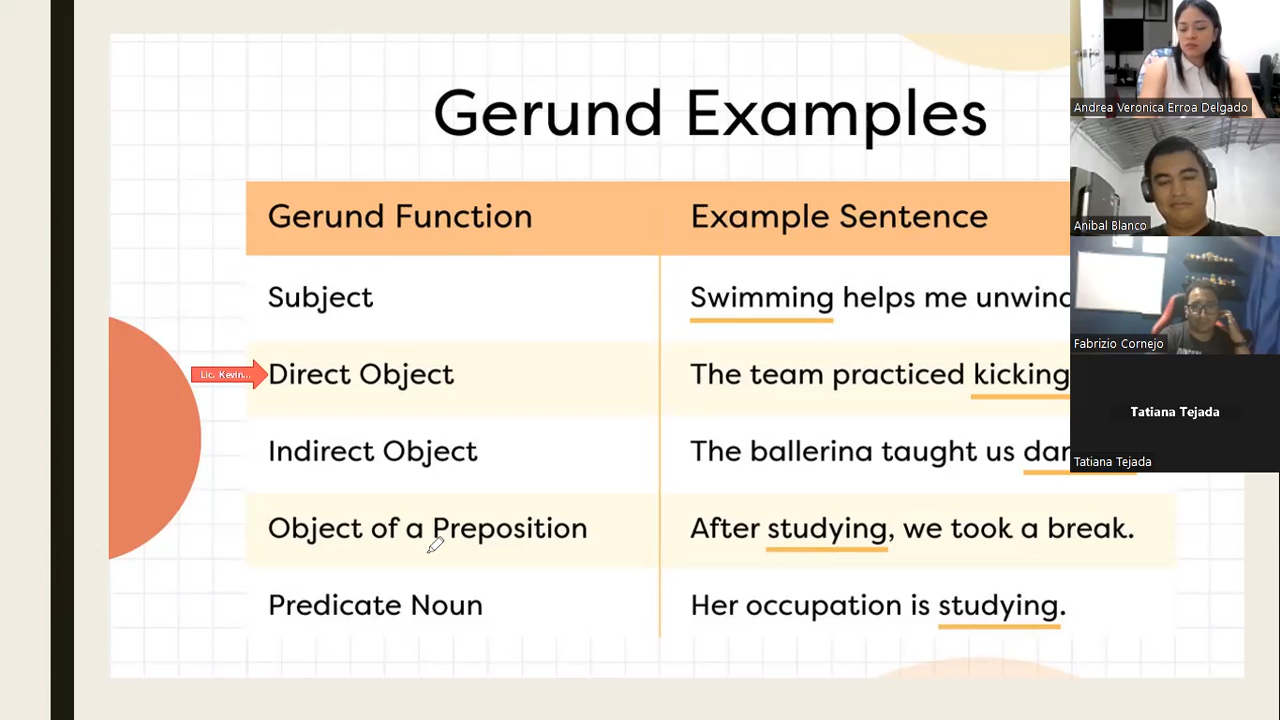 Gerund Examples
Gerund Function Example Sentence
Subject Swimming helps me unwind
Direct Object The team practiced kicking
Indirect Object The ballerina taught us
Object of a Preposition After studying, we took a break.
Predicate Noun Her occupation is studying.
Lic. Kevin...
Andrea Veronica Erroa Delgado
Anibal Blanco
Fabrizio Cornejo
Tatiana Tejada
Tatiana Tejada